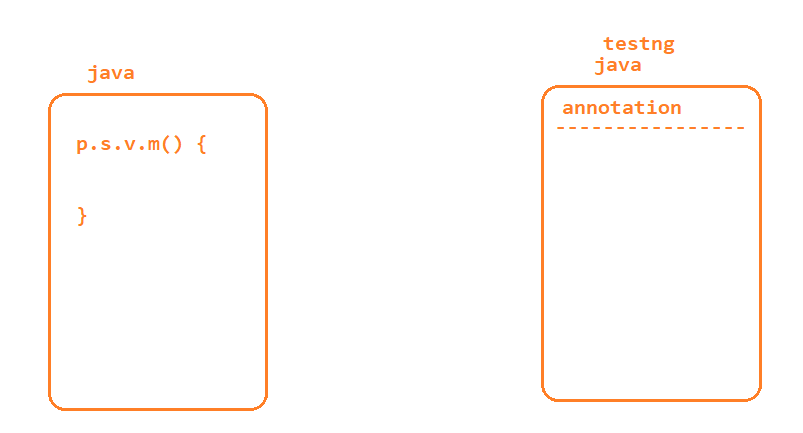 java
p.s.v.m() {
}
testng
java
annotation
----------------